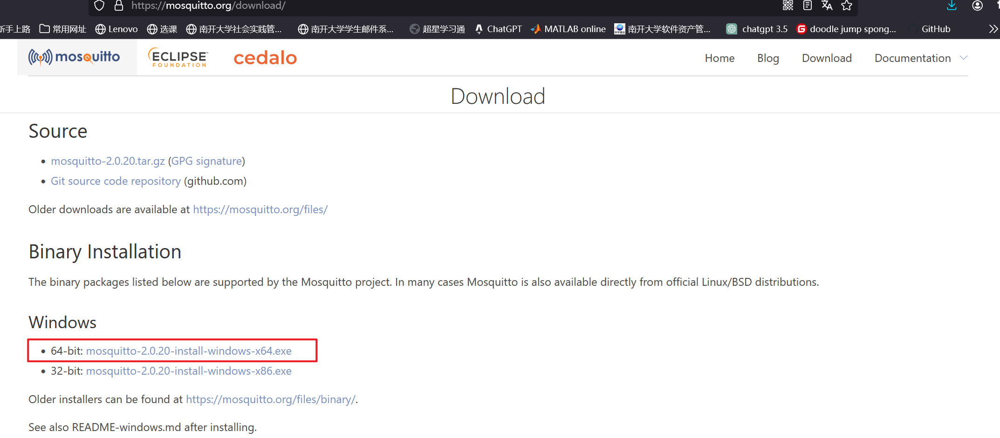 https://mosquitto.org/download/
新手上路 常用网址 Lenovo 选课 南开大学社会实践管... 南开大学学生邮件系... 超星学习通 ChatGPT MATLAB online 南开大学软件资产管... chatgpt 3.5 doodle jump spong... GitHub
mosquitto ECLIPSE FOUNDATION cedalo Home Blog Download Documentation
Download
Source
• mosquitto-2.0.20.tar.gz (GPG signature)
• Git source code repository (github.com)
Older downloads are available at https://mosquitto.org/files/
Binary Installation
The binary packages listed below are supported by the Mosquitto project. In many cases Mosquitto is also available directly from official Linux/BSD distributions.
Windows
• 64-bit: mosquitto-2.0.20-install-windows-x64.exe
• 32-bit: mosquitto-2.0.20-install-windows-x86.exe
Older installers can be found at https://mosquitto.org/files/binary/.
See also README-windows.md after installing.